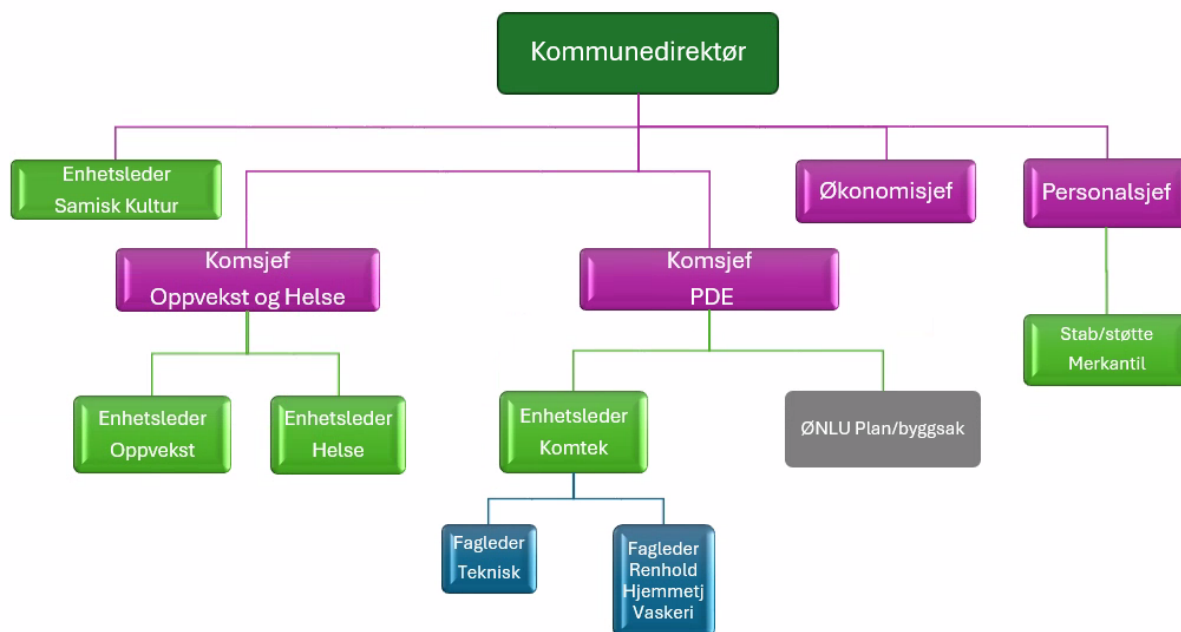 Kommunedirektør
Enhetsleder
Samisk Kultur
Økonomisjef
Personalsjef
Komsjef
Oppvekst og Helse
Komsjef
PDE
Stab/støtte
Merkantil
Enhetsleder
Oppvekst
Enhetsleder
Helse
Enhetsleder
Komtek
ØNLU Plan/byggsak
Fagleder
Teknisk
Fagleder
Renhold
Hjemmetj
Vaskeri